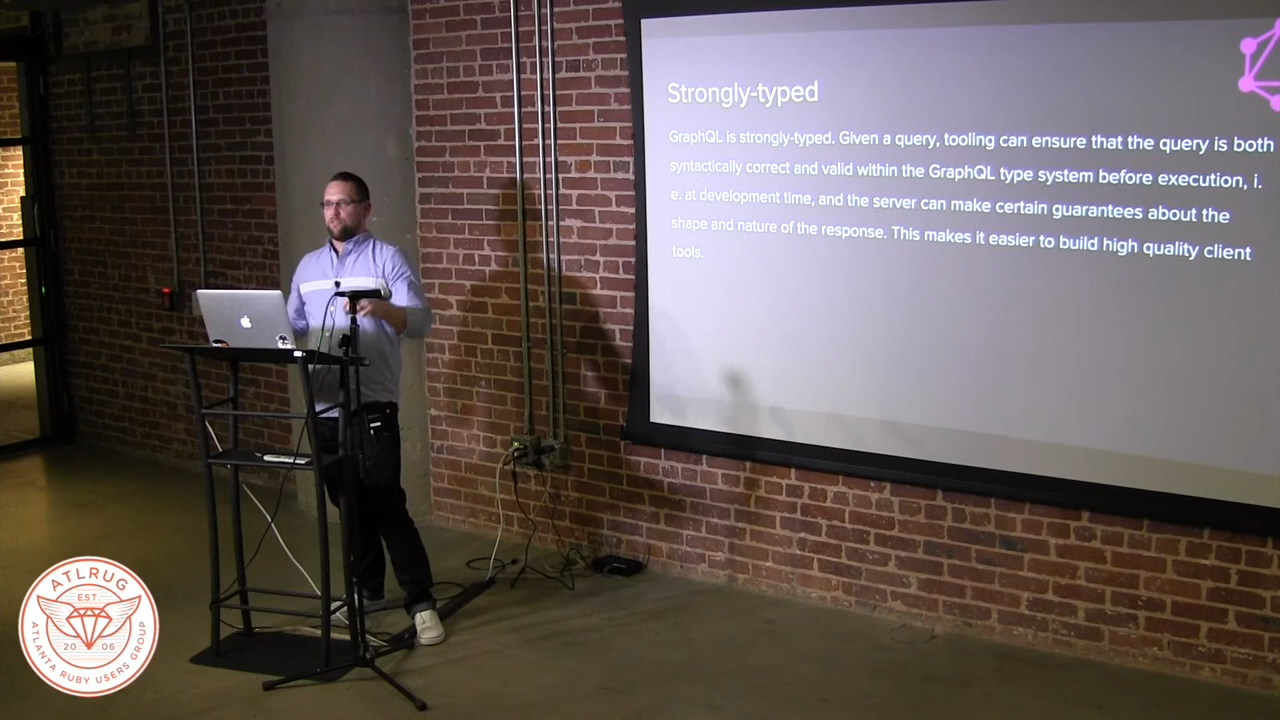 Strongly-typed
GraphQL is strongly-typed. Given a query, tooling can ensure that the query is both
syntactically correct and valid within the GraphQL type system before execution, i.
e. at development time, and the server can make certain guarantees about the
shape and nature of the response. This makes it easier to build high quality client
tools.
ATLRUG
EST.
20 06
ATLANTA RUBY USERS GROUP